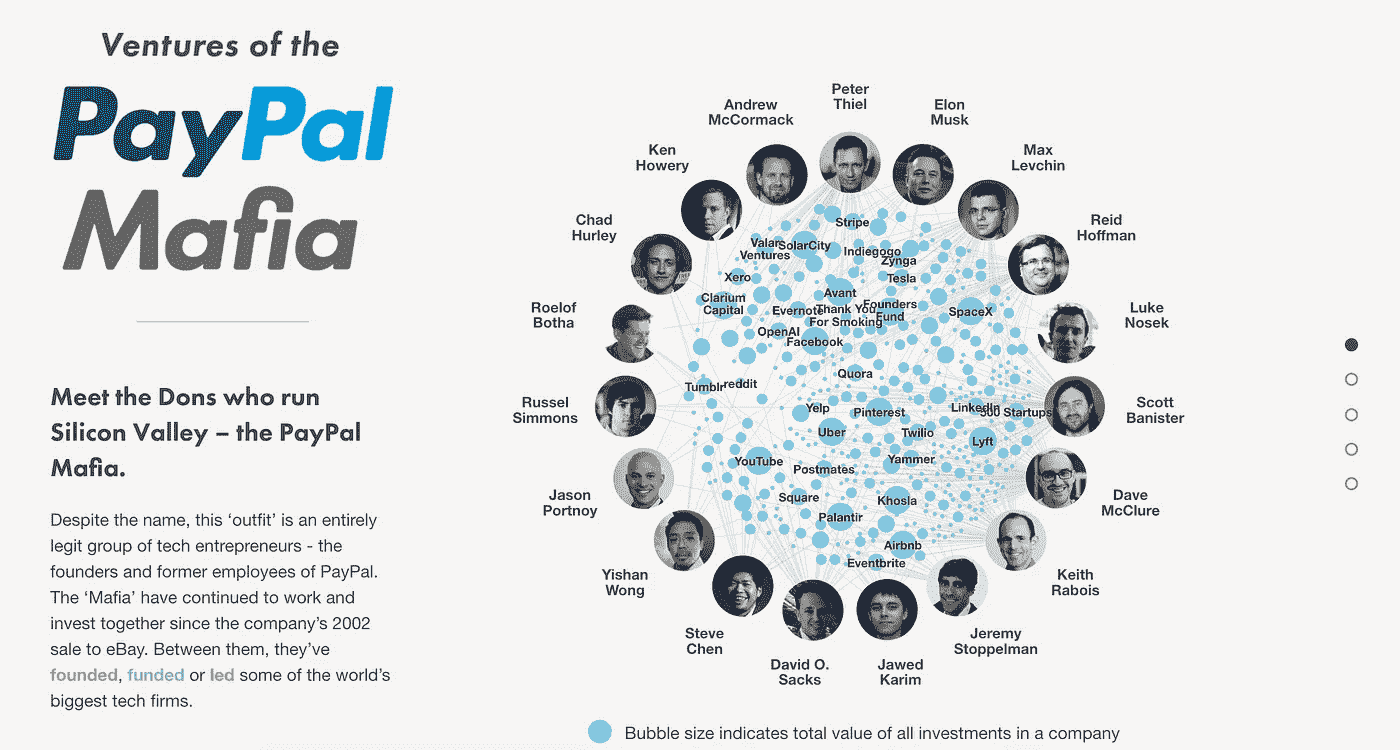 Ventures of the
PayPal
Mafia
Meet the Dons who run
Silicon Valley – the PayPal
Mafia.
Despite the name, this ‘outfit’ is an entirely
legit group of tech entrepreneurs - the
founders and former employees of PayPal.
The ‘Mafia’ have continued to work and
invest together since the company’s 2002
sale to eBay. Between them, they’ve
founded, funded or led some of the world’s
biggest tech firms.
Peter
Thiel
Andrew
McCormack
Elon
Musk
Ken
Howery
Max
Levchin
Chad
Hurley
Reid
Hoffman
Roelof
Botha
Luke
Nosek
Russel
Simmons
Scott
Banister
Jason
Portnoy
Dave
McClure
Yishan
Wong
Keith
Rabois
Steve
Chen
Jeremy
Stoppelman
David O.
Sacks
Jawed
Karim
Stripe
Valar
Ventures
SolarCity
Indiegogo
Zynga
Xero
Tesla
Avant
Clarium
Capital
Evernote
Thank You
For Smoking
Founders
Fund
SpaceX
OpenAI
Facebook
Quora
Tumblr
reddit
Yelp
Pinterest
LinkedIn
500 Startups
Uber
Twilio
Lyft
YouTube
Postmates
Yammer
Square
Khosla
Palantir
Airbnb
Eventbrite
Bubble size indicates total value of all investments in a company